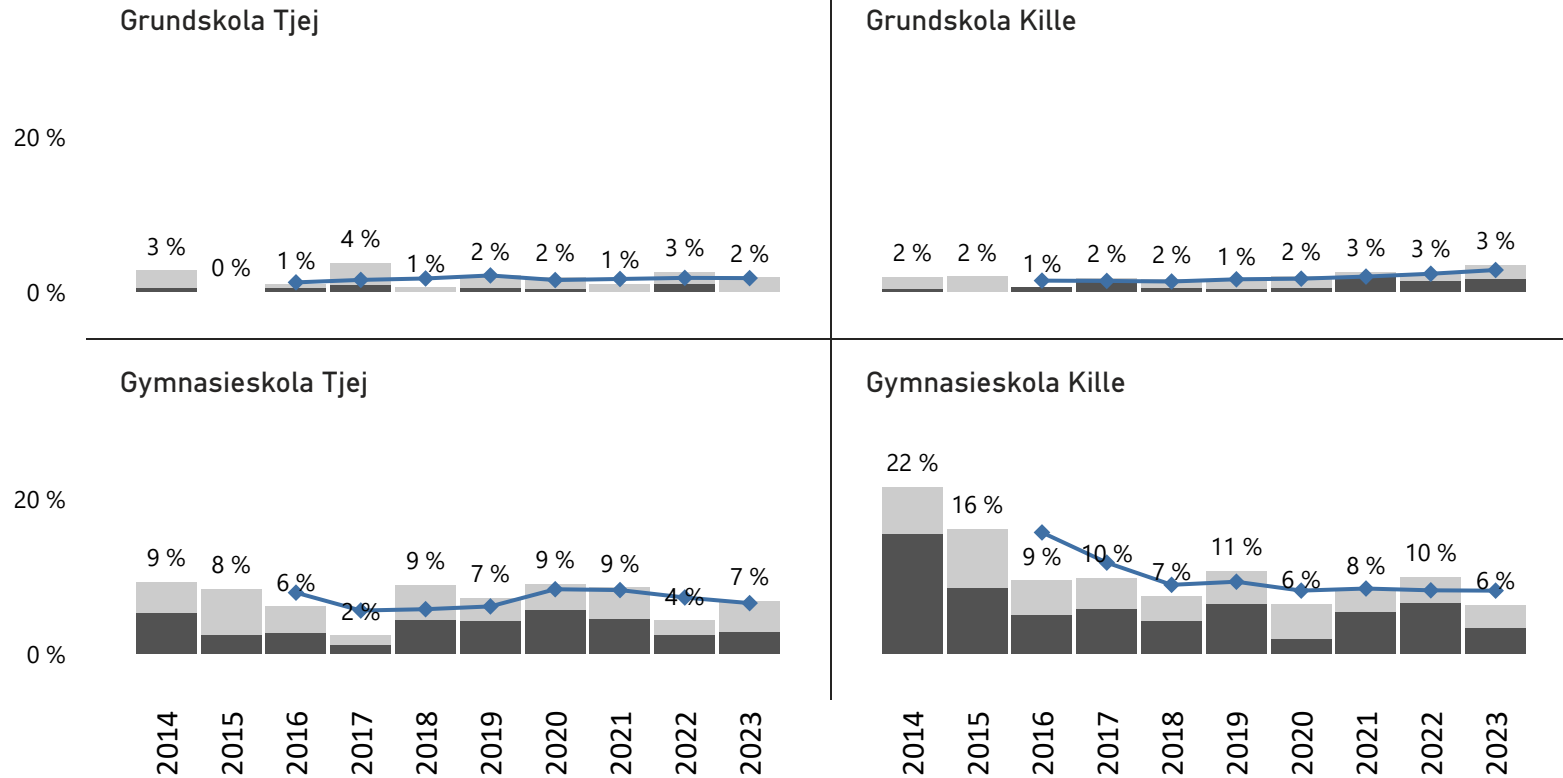 Grundskola Tjej
Grundskola Kille
20 %
0 %
3 % 0 % 1 % 4 % 1 % 2 % 2 % 1 % 3 % 2 %
2 % 2 % 1 % 2 % 2 % 1 % 2 % 3 % 3 % 3 %
Gymnasieskola Tjej
Gymnasieskola Kille
20 %
0 %
9 % 8 % 6 % 2 % 9 % 7 % 9 % 9 % 4 % 7 %
22 % 16 % 9 % 10 % 7 % 11 % 6 % 8 % 10 % 6 %
2014 2015 2016 2017 2018 2019 2020 2021 2022 2023
2014 2015 2016 2017 2018 2019 2020 2021 2022 2023